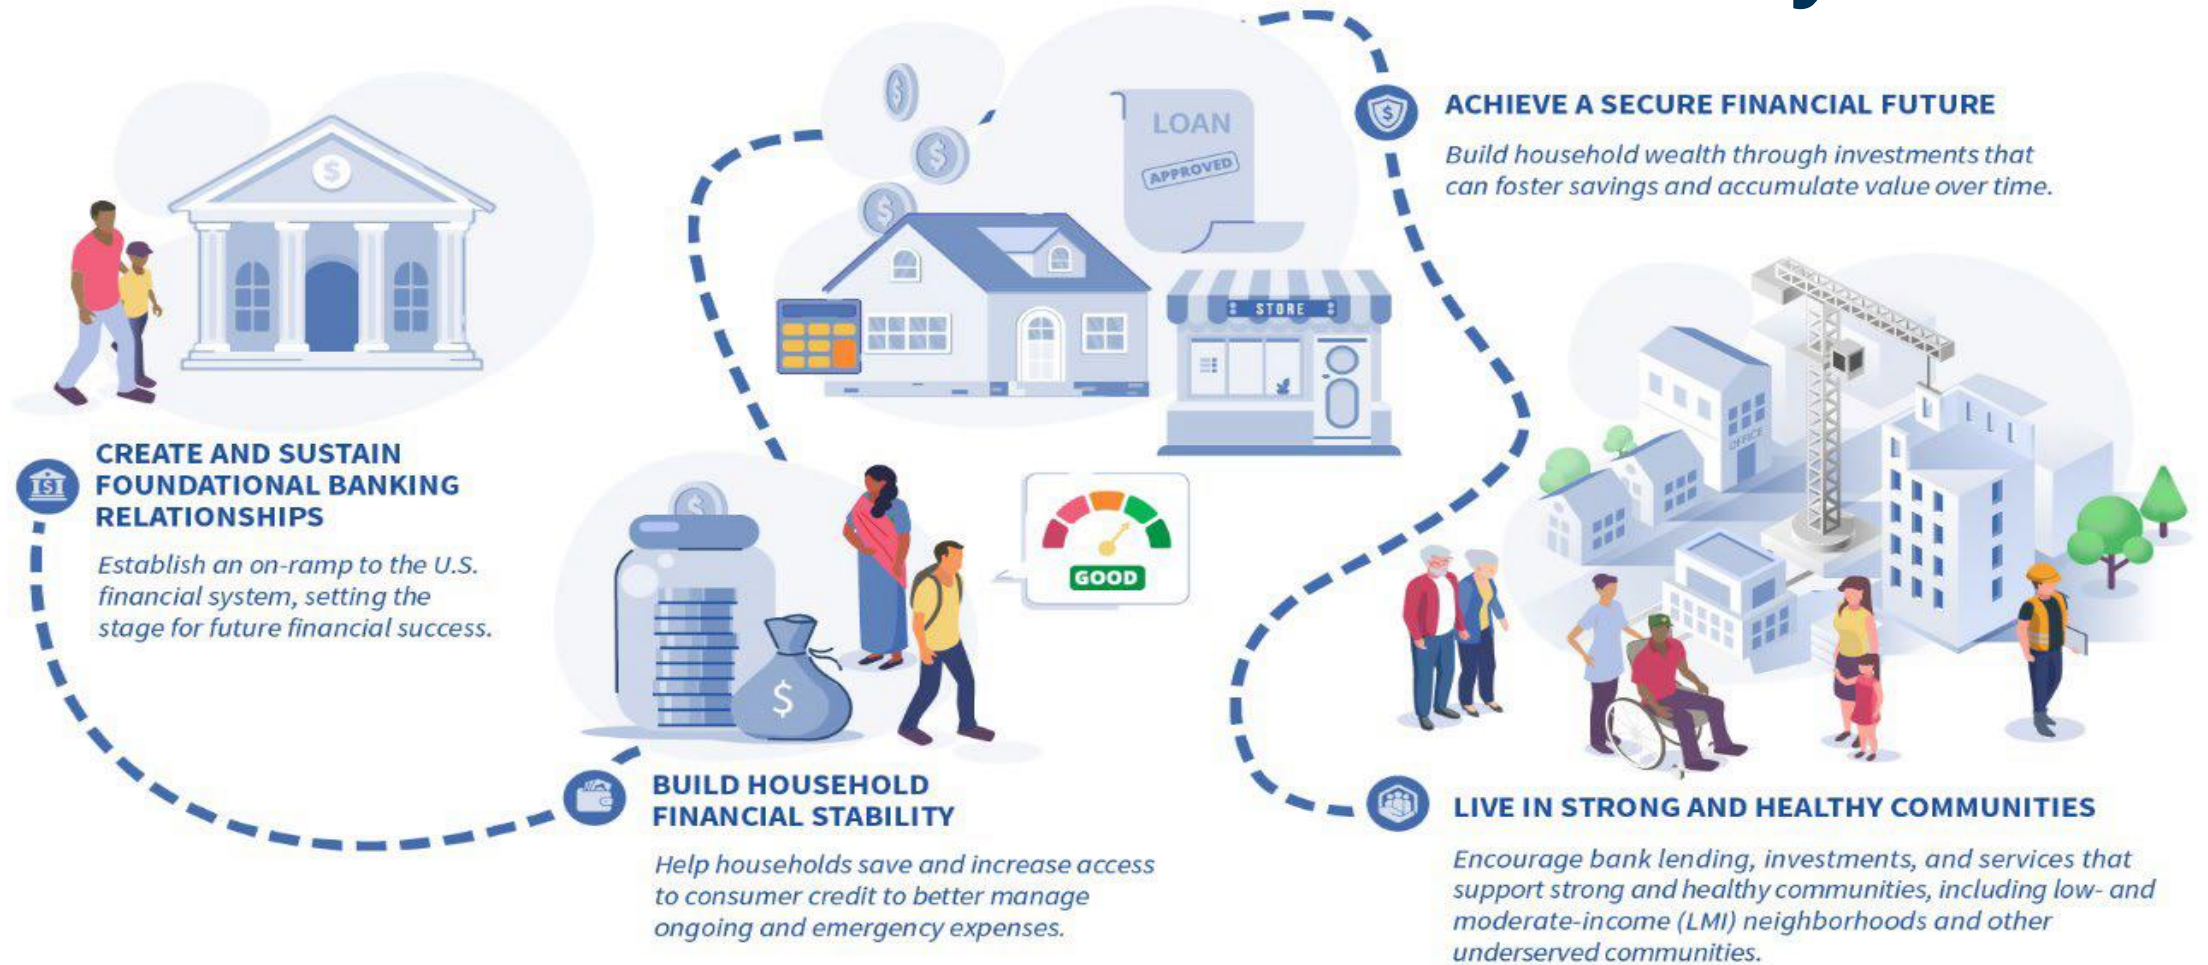 CREATE AND SUSTAIN
FOUNDATIONAL BANKING
RELATIONSHIPS
Establish an on-ramp to the U.S.
financial system, setting the
stage for future financial success.
BUILD HOUSEHOLD
FINANCIAL STABILITY
Help households save and increase access
to consumer credit to better manage
ongoing and emergency expenses.
GOOD
LOAN
APPROVED
STORE
ACHIEVE A SECURE FINANCIAL FUTURE
Build household wealth through investments that
can foster savings and accumulate value over time.
OFFICE
LIVE IN STRONG AND HEALTHY COMMUNITIES
Encourage bank lending, investments, and services that
support strong and healthy communities, including low- and
moderate-income (LMI) neighborhoods and other
underserved communities.